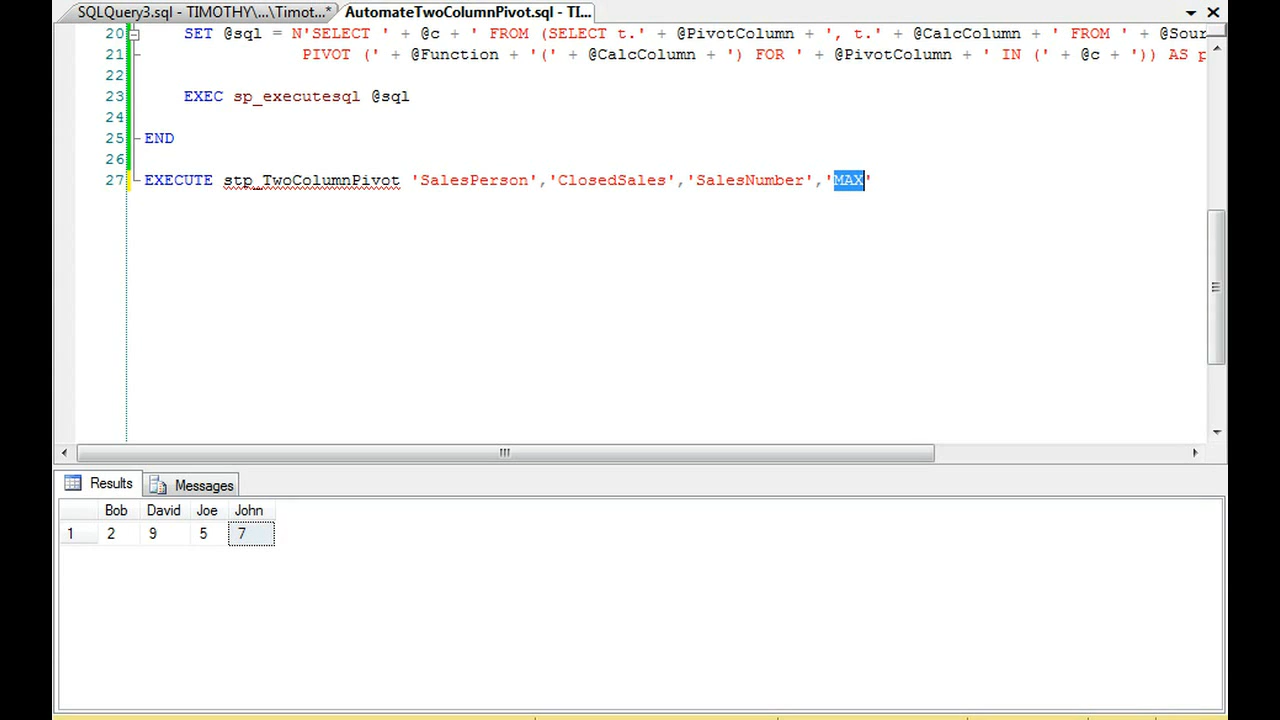 SQLQuery3.sql - TIMOTHY\...\Timot...* AutomateTwoColumnPivot.sql - TI...
20 SET @sql = N'SELECT ' + @c + ' FROM (SELECT t.' + @PivotColumn + ', t.' + @CalcColumn + ' FROM ' + @Sour
21 PIVOT (' + @Function + '(' + @CalcColumn + ') FOR ' + @PivotColumn + ' IN (' + @c + ')) AS p
22
23 EXEC sp_executesql @sql
24
25 END
26
27 EXECUTE stp_TwoColumnPivot 'SalesPerson','ClosedSales','SalesNumber','MAX'
Results Messages
Bob David Joe John
1 2 9 5 7